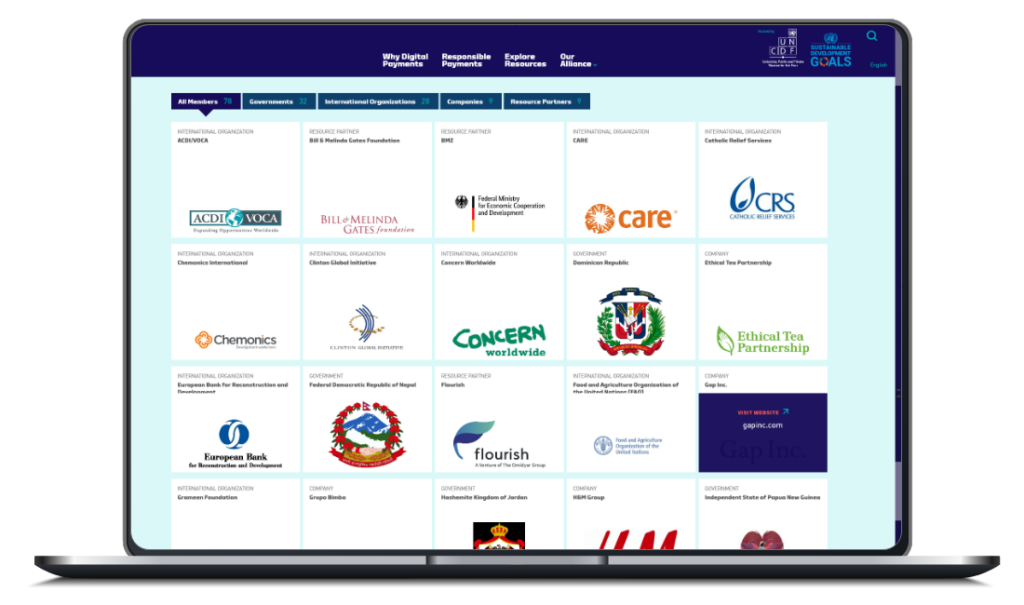 Why Digital
Payments
Responsible
Payments
Explore
Resources
Our
Alliance
UN
CDF
SUSTAINABLE
DEVELOPMENT
GOALS
English
All Members 78
Governments 32
International Organizations 28
Companies 9
Resource Partners 9
INTERNATIONAL ORGANIZATION
ACDI/VOCA
ACDI VOCA
Expanding Opportunities Worldwide
RESOURCE PARTNER
Bill & Melinda Gates Foundation
BILL & MELINDA
GATES foundation
RESOURCE PARTNER
BMZ
Federal Ministry
for Economic Cooperation
and Development
INTERNATIONAL ORGANIZATION
CARE
care
INTERNATIONAL ORGANIZATION
Catholic Relief Services
CRS
CATHOLIC RELIEF SERVICES
INTERNATIONAL ORGANIZATION
Chemonics International
Chemonics
INTERNATIONAL ORGANIZATION
Clinton Global Initiative
CLINTON GLOBAL INITIATIVE
INTERNATIONAL ORGANIZATION
Concern Worldwide
CONCERN
worldwide
GOVERNMENT
Dominican Republic
COMPANY
Ethical Tea Partnership
Ethical Tea
Partnership
INTERNATIONAL ORGANIZATION
European Bank for Reconstruction and
Development
European Bank
for Reconstruction and Development
GOVERNMENT
Federal Democratic Republic of Nepal
RESOURCE PARTNER
Flourish
flourish
A Venture of The Omidyar Group
INTERNATIONAL ORGANIZATION
Food and Agriculture Organization of
the United Nations (FAO)
Food and Agriculture
Organization of the
United Nations
COMPANY
Gap Inc.
VISIT WEBSITE
gapinc.com
Gap Inc.
INTERNATIONAL ORGANIZATION
Grameen Foundation
COMPANY
Grupo Bimbo
GOVERNMENT
Hashemite Kingdom of Jordan
COMPANY
H&M Group
GOVERNMENT
Independent State of Papua New Guinea